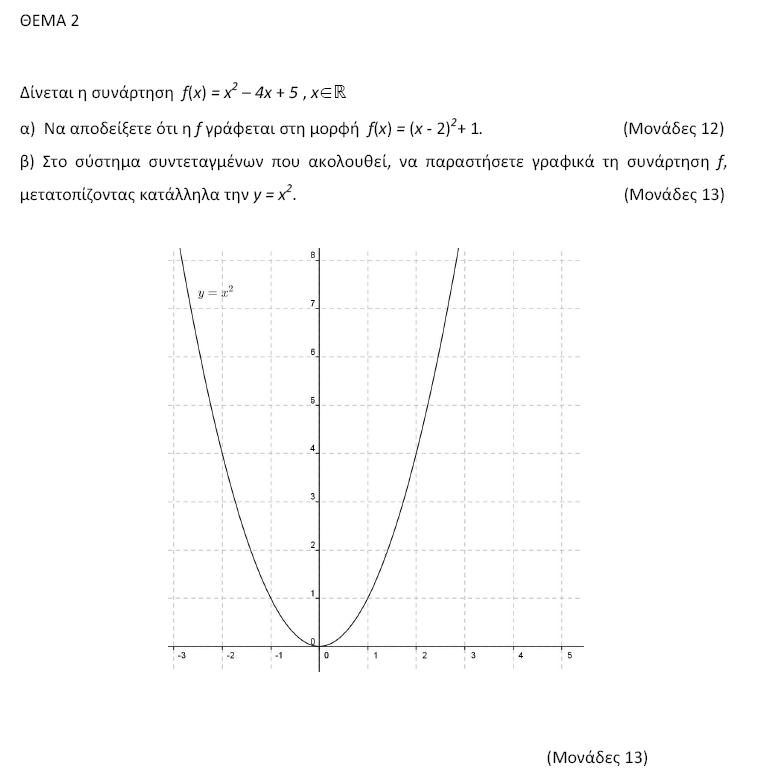 ΘΕΜΑ 2
Δίνεται η συνάρτηση f(x) = x² – 4x + 5 , x∈ℝ
α) Να αποδείξετε ότι η f γράφεται στη μορφή f(x) = (x - 2)²+ 1. (Μονάδες 12)
β) Στο σύστημα συντεταγμένων που ακολουθεί, να παραστήσετε γραφικά τη συνάρτηση f,
μετατοπίζοντας κατάλληλα την y = x². (Μονάδες 13)
8
y = x²
7
6
5
4
3
2
1
0
-3 -2 -1 0 1 2 3 4 5
(Μονάδες 13)